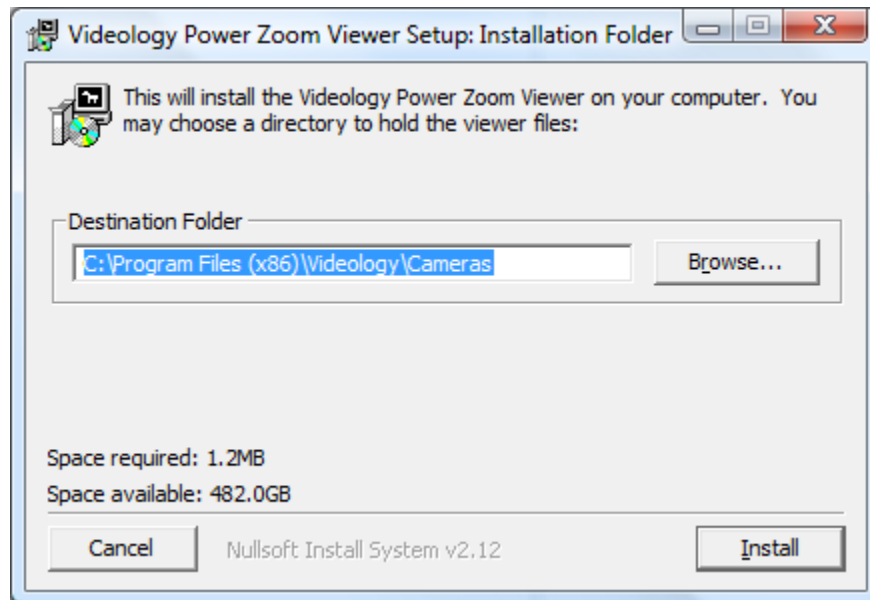 Videology Power Zoom Viewer Setup: Installation Folder
This will install the Videology Power Zoom Viewer on your computer.  You
may choose a directory to hold the viewer files:
Destination Folder
C:\Program Files (x86)\Videology\Cameras
Browse...
Space required: 1.2MB
Space available: 482.0GB
Cancel
Nullsoft Install System v2.12
Install